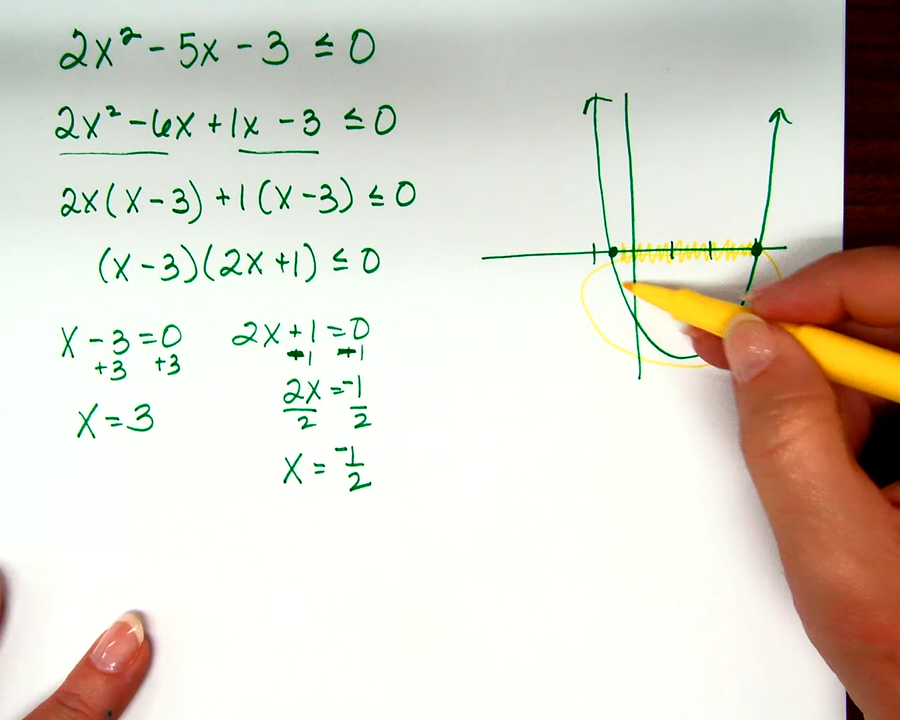 2x² - 5x - 3 ≤ 0
2x² - 6x + 1x - 3 ≤ 0
2x(x - 3) + 1(x - 3) ≤ 0
(x - 3)(2x + 1) ≤ 0
x - 3 = 0
+3 +3
x = 3
2x + 1 = 0
-1 -1
2x = -1
2 2
x = -1/2